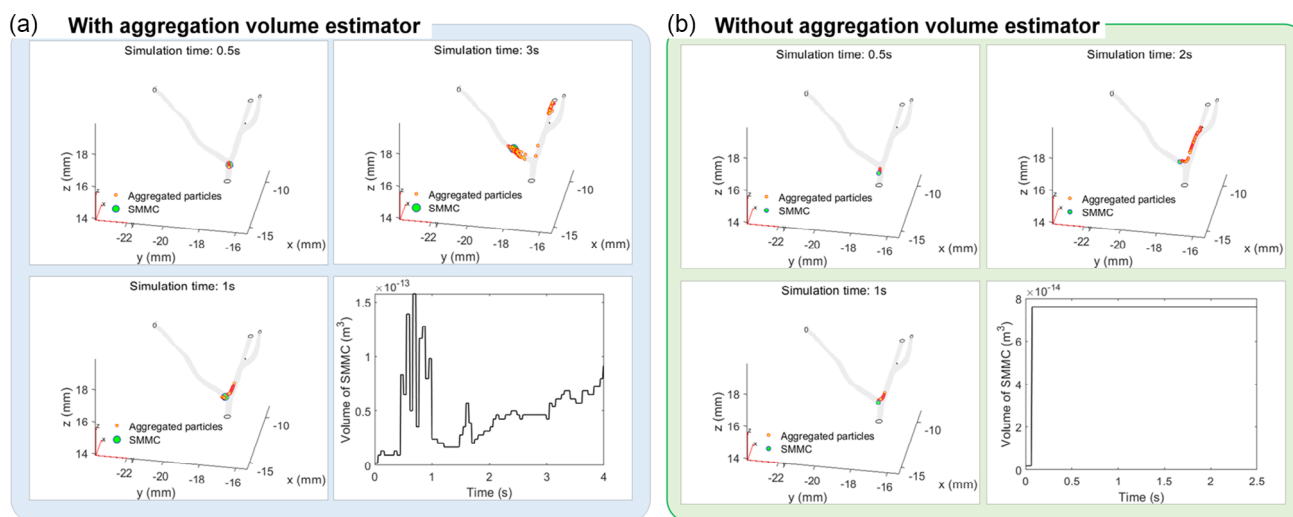 (a) With aggregation volume estimator
Simulation time: 0.5s
z (mm)
18
16
14
z
x
Aggregated particles
SMMC
-22
-20
-18
-16
y (mm)
-15
-10
x (mm)
Simulation time: 3s
z (mm)
18
16
14
z
x
Aggregated particles
SMMC
-22
-20
-18
-16
y (mm)
-15
-10
x (mm)
Simulation time: 1s
z (mm)
18
16
14
z
x
Aggregated particles
SMMC
-22
-20
-18
-16
y (mm)
-15
-10
x (mm)
×10⁻¹³
Volume of SMMC (m³)
1.5
1
0.5
0
0 1 2 3 4
Time (s)
(b) Without aggregation volume estimator
Simulation time: 0.5s
z (mm)
18
16
14
z
x
Aggregated particles
SMMC
-22
-20
-18
-16
y (mm)
-15
-10
x (mm)
Simulation time: 2s
z (mm)
18
16
14
z
x
Aggregated particles
SMMC
-22
-20
-18
-16
y (mm)
-15
-10
x (mm)
Simulation time: 1s
z (mm)
18
16
14
z
x
Aggregated particles
SMMC
-22
-20
-18
-16
y (mm)
-15
-10
x (mm)
×10⁻¹⁴
Volume of SMMC (m³)
8
6
4
2
0
0 0.5 1 1.5 2 2.5
Time (s)